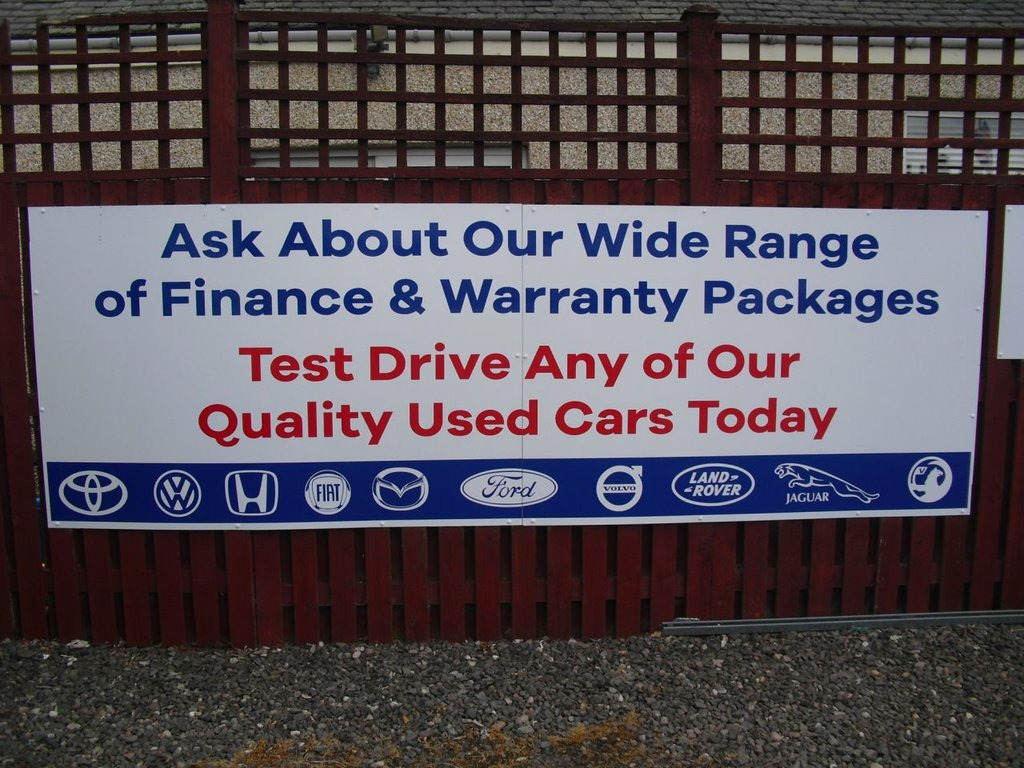 Ask About Our Wide Range
of Finance & Warranty Packages
Test Drive Any of Our
Quality Used Cars Today
FIAT
Ford
VOLVO
LAND-
-ROVER
JAGUAR